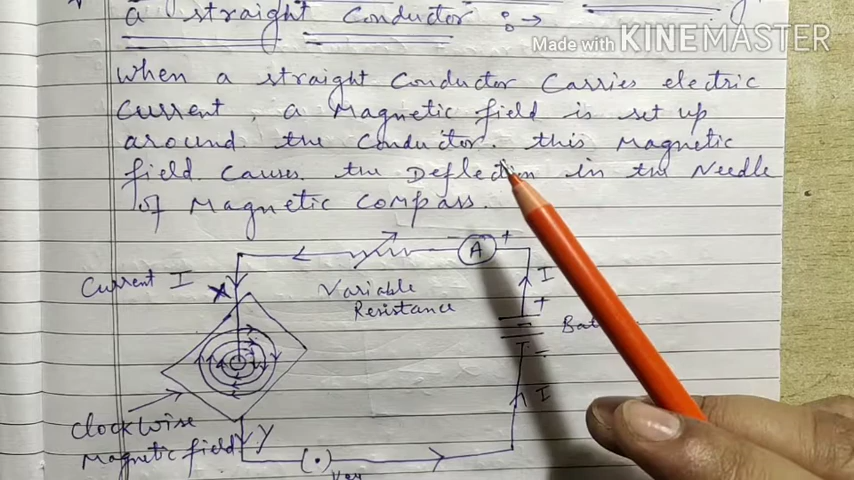 a straight Conductor :→
Made with KINEMASTER
When a straight Conductor Carries electric
Current, a Magnetic field is set up
around the Conductor. this Magnetic
field Causes the Deflection in the Needle
of Magnetic Compass.
A +
Current I
X
Variable
Resistance
I
+
-
I
Clockwise
Magnetic field
Y
(•)
Key